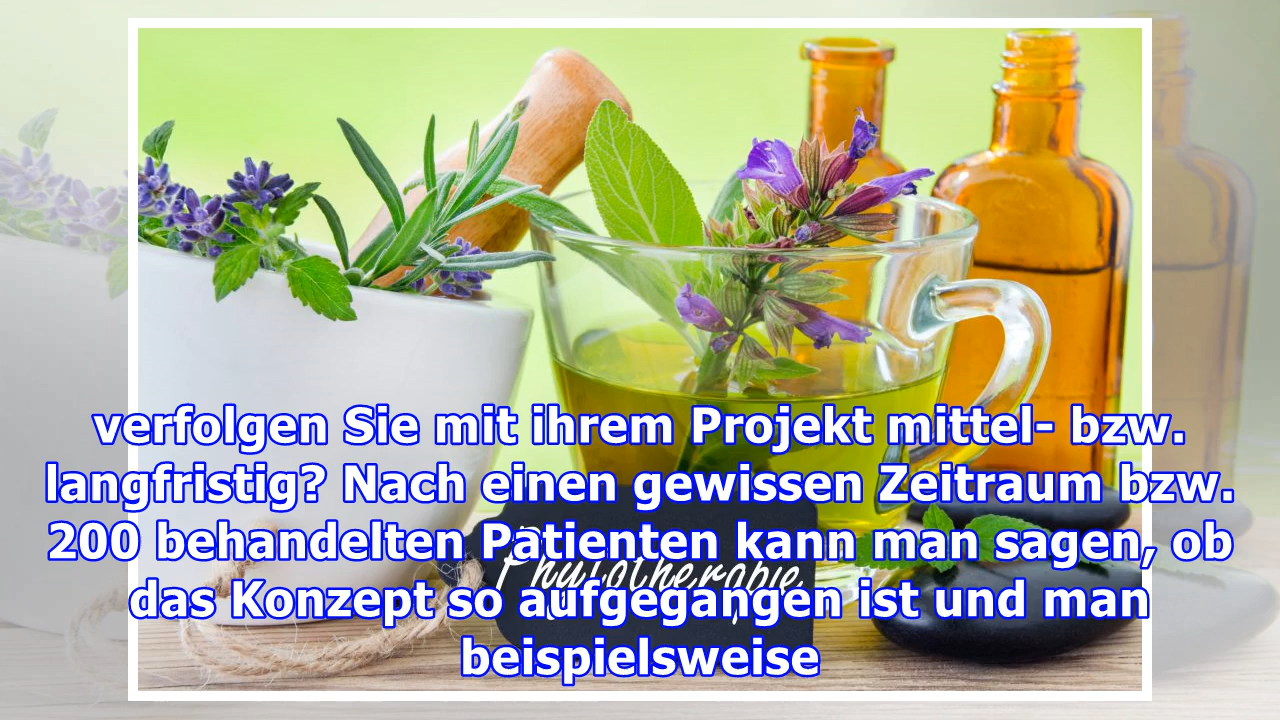 verfolgen Sie mit ihrem Projekt mittel- bzw.
langfristig? Nach einen gewissen Zeitraum bzw.
200 behandelten Patienten kann man sagen, ob
Phytotherapie
das Konzept so aufgegangen ist und man
beispielsweise